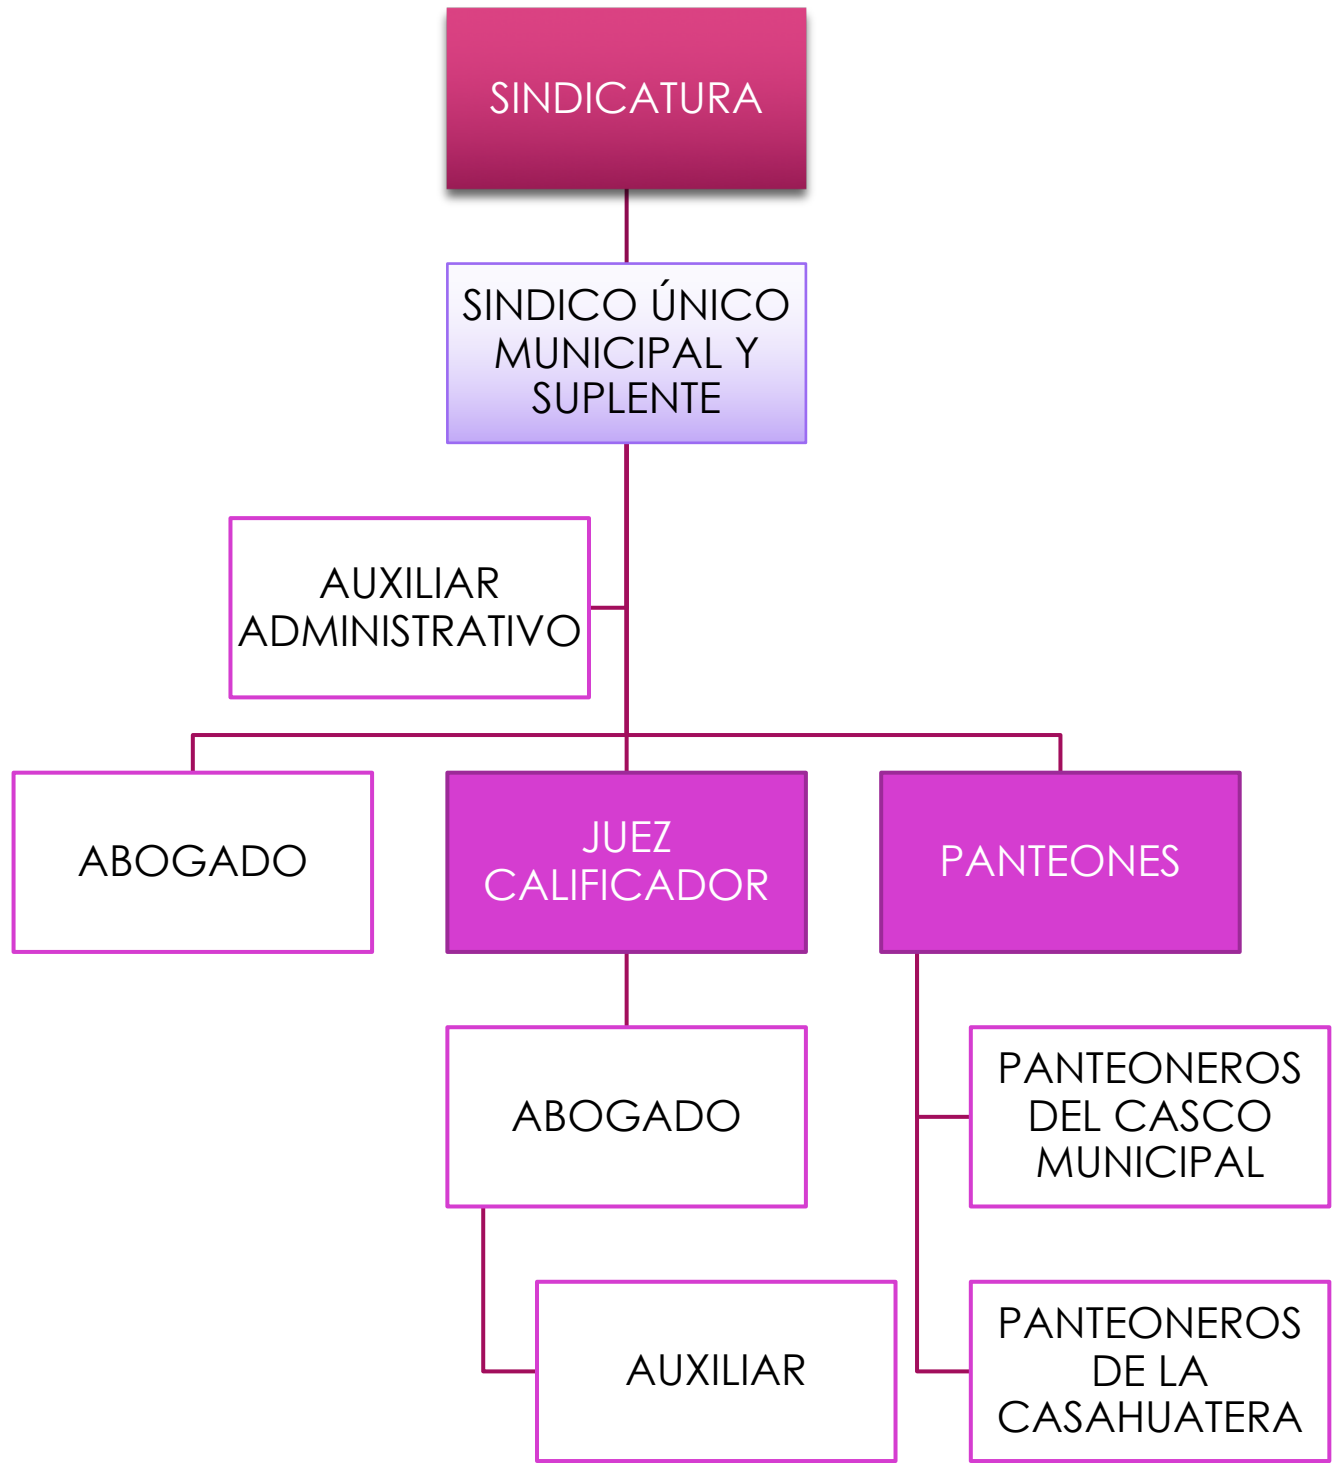 SINDICATURA
SINDICO ÚNICO
MUNICIPAL Y
SUPLENTE
AUXILIAR
ADMINISTRATIVO
ABOGADO
JUEZ
CALIFICADOR
PANTEONES
ABOGADO
PANTEONEROS
DEL CASCO
MUNICIPAL
AUXILIAR
PANTEONEROS
DE LA
CASAHUATERA